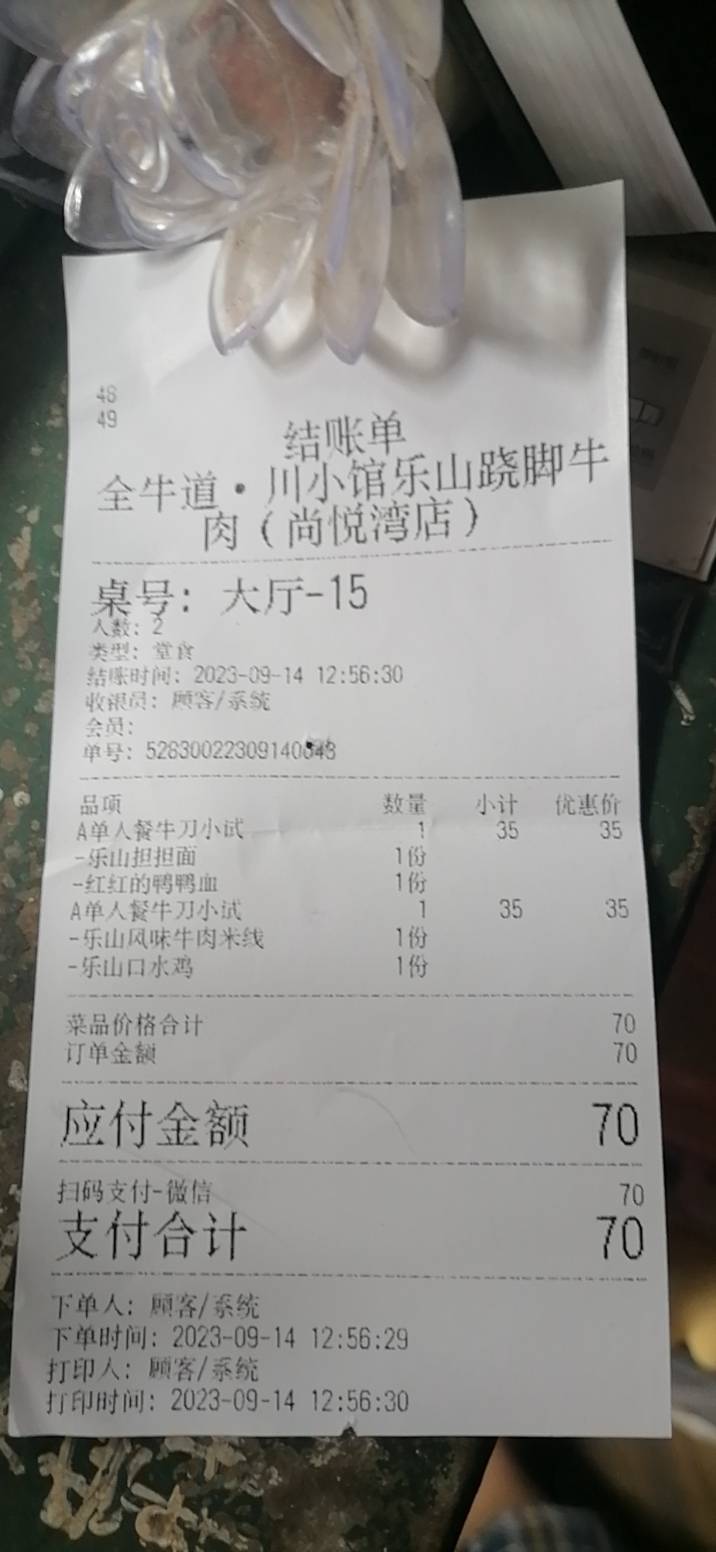 48
49
结账单
全牛道·川小馆乐山跷脚牛
肉(尚悦湾店)
桌号: 大厅-15
人数: 2
类型: 堂食
结账时间: 2023-09-14 12:56:30
收银员: 顾客/系统
会员:
单号: 52830022309140043
品项 数量 小计 优惠价
A单人餐牛刀小试 1 35 35
-乐山担担面 1份
-红红的鸭鸭血 1份
A单人餐牛刀小试 1 35 35
-乐山风味牛肉米线 1份
-乐山口水鸡 1份
菜品价格合计 70
订单金额 70
应付金额 70
扫码支付-微信 70
支付合计 70
下单人: 顾客/系统
下单时间: 2023-09-14 12:56:29
打印人: 顾客/系统
打印时间: 2023-09-14 12:56:30